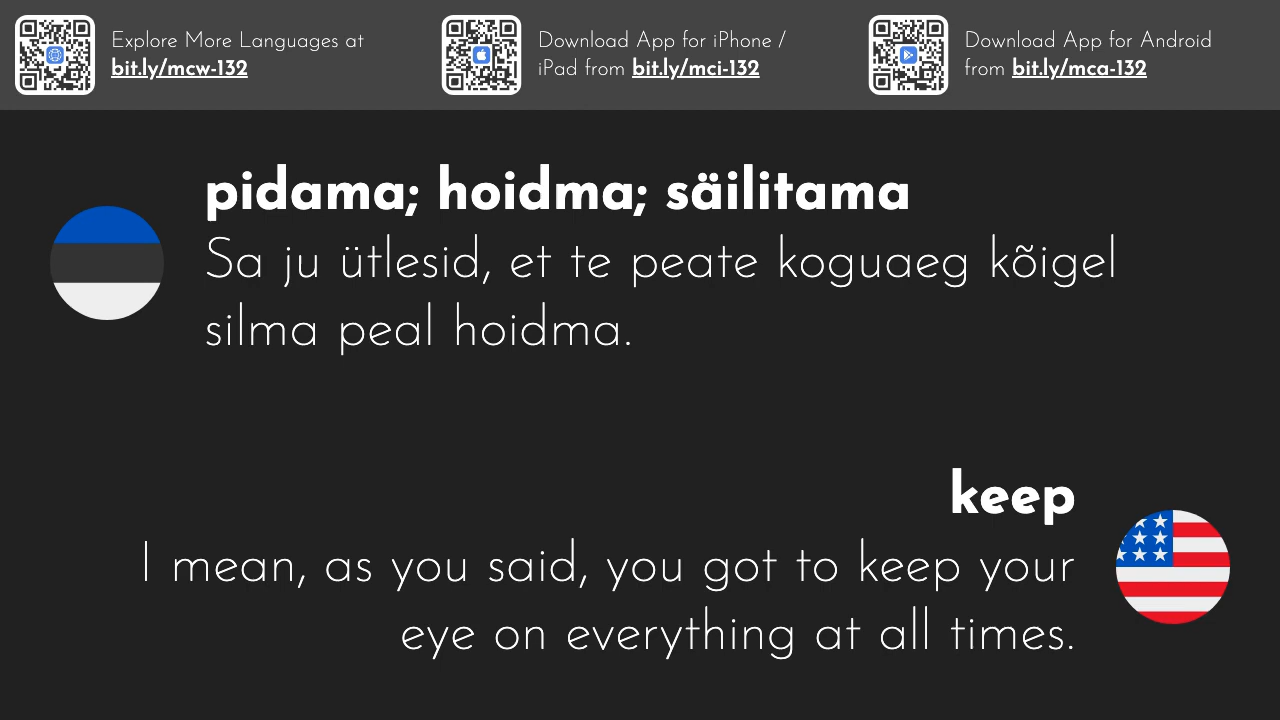 Explore More Languages at
bit.ly/mcw-132
Download App for iPhone /
iPad from bit.ly/mci-132
Download App for Android
from bit.ly/mca-132
pidama; hoidma; säilitama
Sa ju ütlesid, et te peate koguaeg kõigel
silma peal hoidma.
keep
I mean, as you said, you got to keep your
eye on everything at all times.